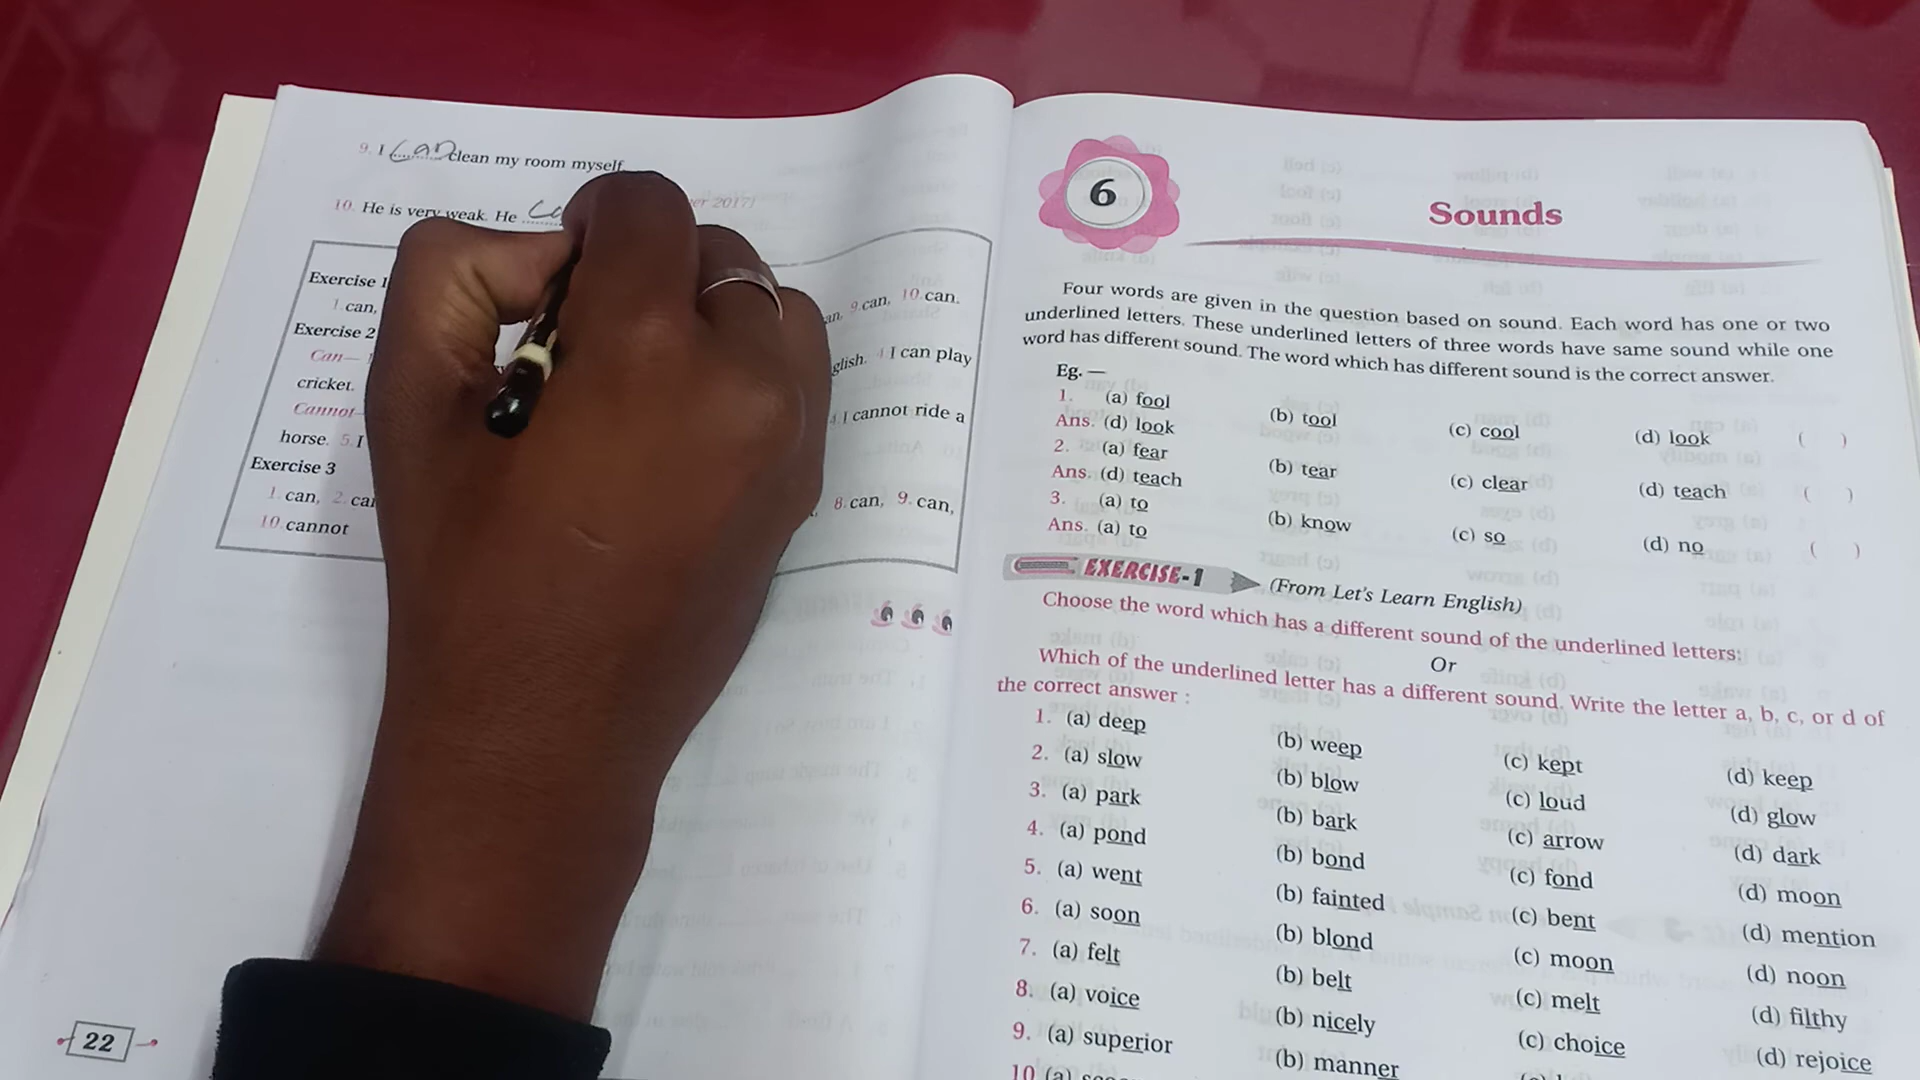 9. I can clean my room myself.
10. He is very weak. He
er 2017]
Exercise 1
1. can, an, 9.can, 10.can.
Exercise 2
Can— glish. 4 I can play
cricket.
Cannot— 4.I cannot ride a
horse. 5.I
Exercise 3
1. can, 2. 8.can, 9.can,
10.cannot
22
6
Sounds
Four words are given in the question based on sound. Each word has one or two
underlined letters. These underlined letters of three words have same sound while one
word has different sound. The word which has different sound is the correct answer.
Eg. —
1. (a) fool (b) tool (c) cool (d) look ( )
Ans. (d) look
2. (a) fear (b) tear (c) clear (d) teach ( )
Ans. (d) teach
3. (a) to (b) know (c) so (d) no ( )
Ans. (a) to
EXERCISE-1 (From Let's Learn English)
Choose the word which has a different sound of the underlined letters:
Or
Which of the underlined letter has a different sound. Write the letter a, b, c, or d of
the correct answer :
1. (a) deep (b) weep (c) kept (d) keep
2. (a) slow (b) blow (c) loud (d) glow
3. (a) park (b) bark (c) arrow (d) dark
4. (a) pond (b) bond (c) fond (d) moon
5. (a) went (b) fainted (c) bent (d) mention
6. (a) soon (b) blond (c) moon (d) noon
7. (a) felt (b) belt (c) melt (d) filthy
8. (a) voice (b) nicely (c) choice (d) rejoice
9. (a) superior (b) manner
10 (a)